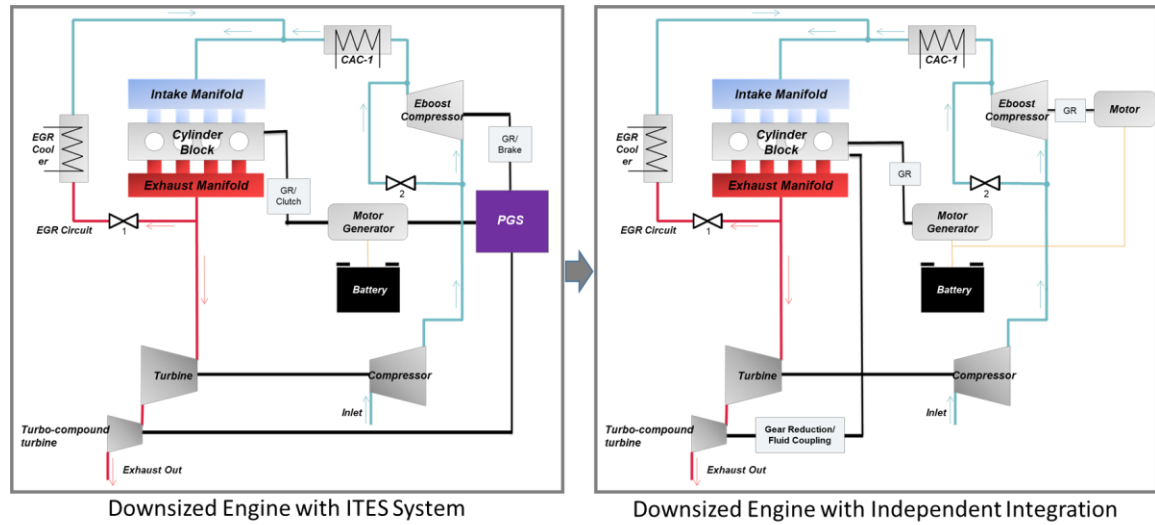 CAC-1
Intake Manifold
Eboost
Compressor
EGR
Cool
er
Cylinder
Block
GR/
Brake
Exhaust Manifold
GR/
Clutch
2
PGS
Motor
Generator
EGR Circuit
1
Battery
Turbine
Compressor
Inlet
Turbo-compound
turbine
Exhaust Out
Downsized Engine with ITES System
CAC-1
Intake Manifold
Eboost
Compressor
GR
Motor
EGR
Cool
er
Cylinder
Block
GR
Exhaust Manifold
2
Motor
Generator
EGR Circuit
1
Battery
Turbine
Compressor
Inlet
Turbo-compound
turbine
Gear Reduction/
Fluid Coupling
Exhaust Out
Downsized Engine with Independent Integration